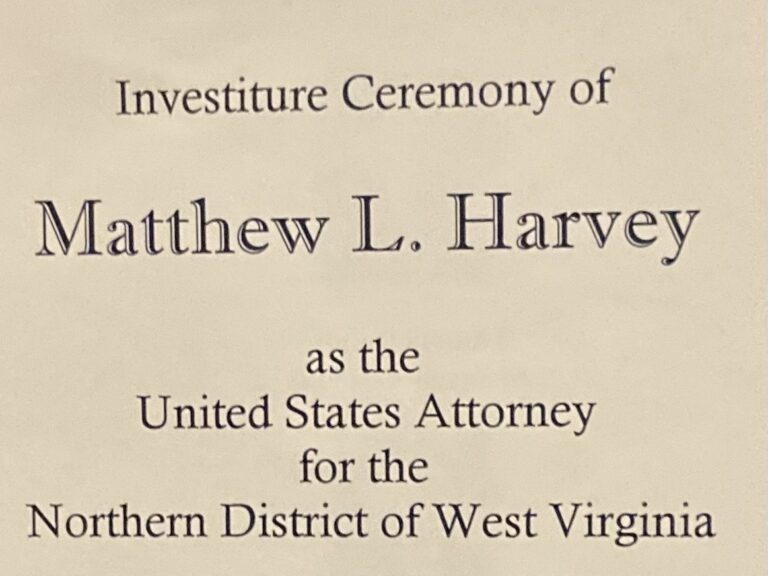 Investiture Ceremony of
Matthew L. Harvey
as the
United States Attorney
for the
Northern District of West Virginia